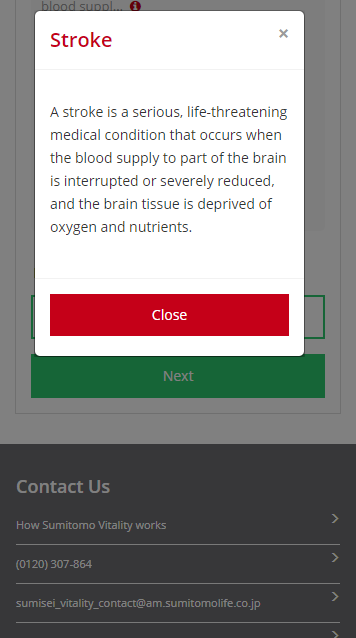 blood suppl...
Stroke
×
A stroke is a serious, life-threatening
medical condition that occurs when
the blood supply to part of the brain
is interrupted or severely reduced,
and the brain tissue is deprived of
oxygen and nutrients.
Close
Next
Contact Us
How Sumitomo Vitality works
(0120) 307-864
sumisei_vitality_contact@am.sumitomolife.co.jp